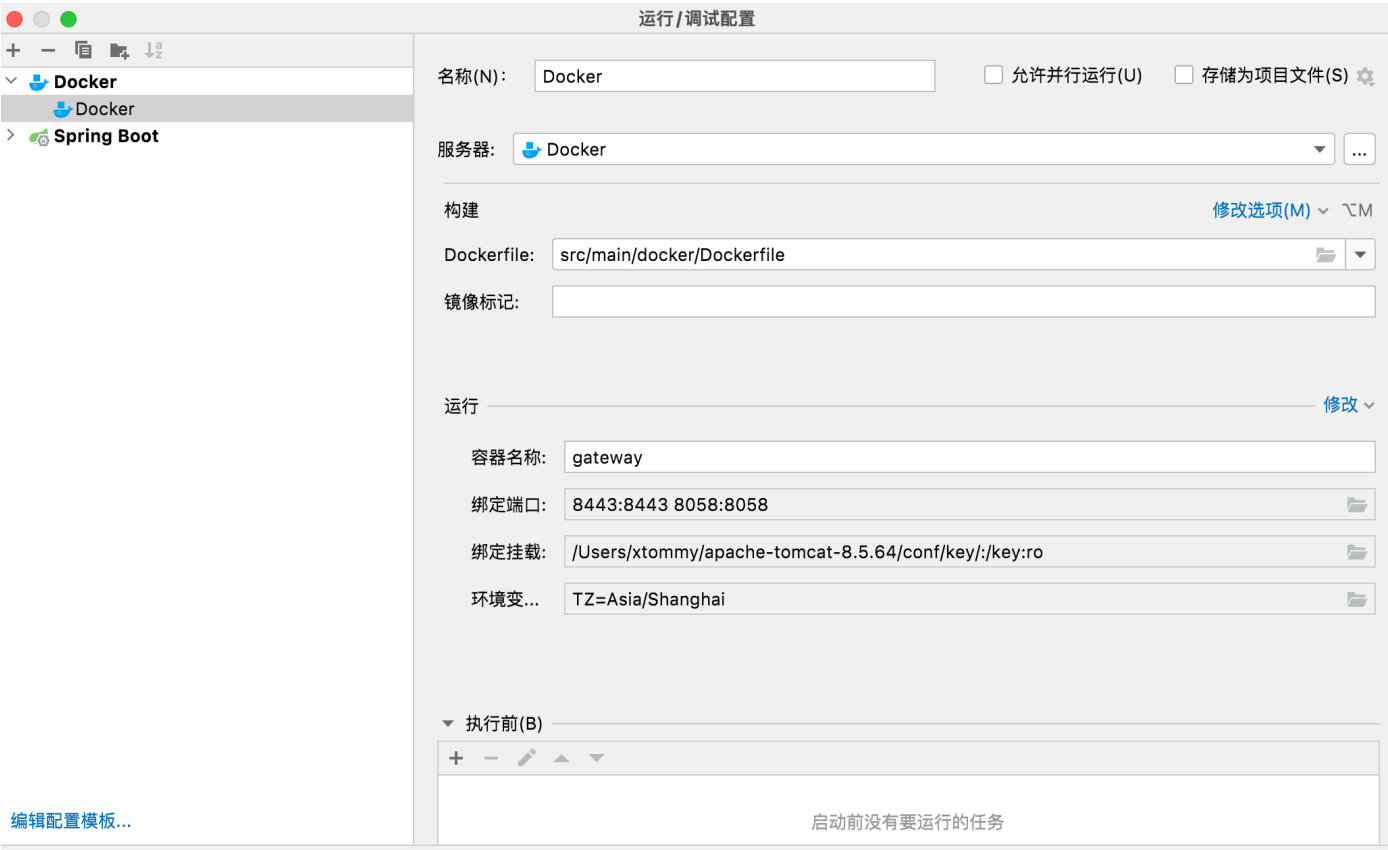 运行/调试配置
Docker
Docker
Spring Boot
编辑配置模板...
名称(N):
Docker
允许并行运行(U)
存储为项目文件(S)
服务器:
Docker
...
构建
修改选项(M)
⌥M
Dockerfile:
src/main/docker/Dockerfile
镜像标记:
运行
修改
容器名称:
gateway
绑定端口:
8443:8443 8058:8058
绑定挂载:
/Users/xtommy/apache-tomcat-8.5.64/conf/key/:/key:ro
环境变...
TZ=Asia/Shanghai
执行前(B)
启动前没有要运行的任务